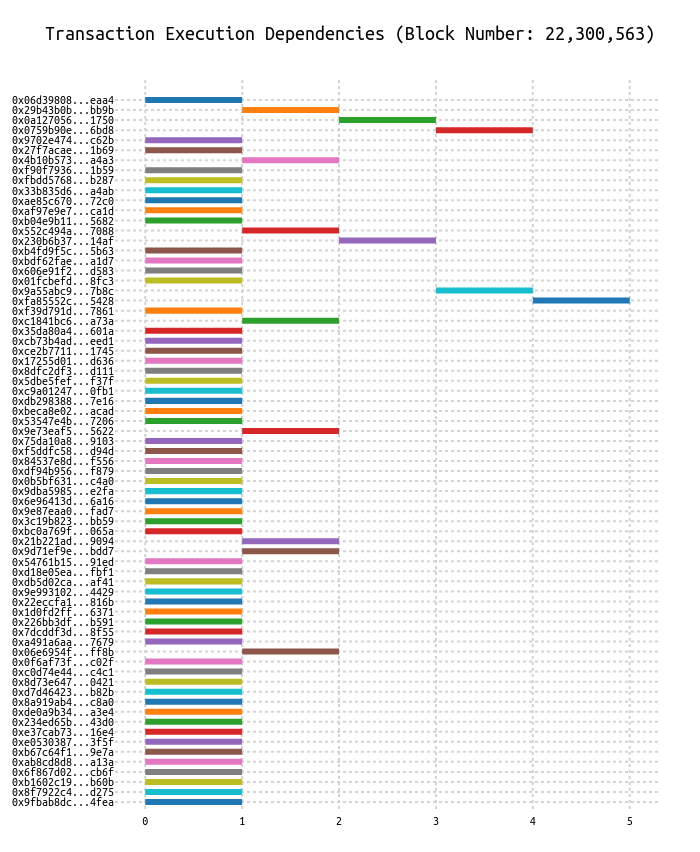 Transaction Execution Dependencies (Block Number: 22,300,563)
0x06d39808...eaa4
0x29b43b0b...bb9b
0x0a127056...1750
0x0759b90e...6bd8
0x9702e474...c62b
0x27f7acae...1b69
0x4b10b573...a4a3
0xf90f7936...1b59
0xfbdd5768...b287
0x33b835d6...a4ab
0xae85c670...72c0
0xaf97e9e7...ca1d
0xb04e9b11...5682
0x552c494a...7088
0x230b6b37...14af
0xb4fd9f5c...5b63
0xbdf62fae...a1d7
0x606e91f2...d583
0x01fcbefd...8fc3
0x9a55abc9...7b8c
0xfa85552c...5428
0xf39d791d...7861
0xc1841bc6...a73a
0x35da80a4...601a
0xcb73b4ad...eed1
0xce2b7711...1745
0x17255d01...d636
0x8dfc2df3...d111
0x5dbe5fef...f37f
0xc9a01247...0fb1
0xdb298388...7e16
0xbeca8e02...acad
0x53547e4b...7206
0x9e73eaf5...5622
0x75da10a8...9103
0xf5ddfc58...d94d
0x84537e8d...f556
0xdf94b956...f879
0x0b5bf631...c4a0
0x9dba5985...e2fa
0x6e96413d...6a16
0x9e87eaa0...fad7
0x3c19b823...bb59
0xbc0a769f...065a
0x21b221ad...9094
0x9d71ef9e...bdd7
0x54761b15...91ed
0xd18e05ea...fbf1
0xdb5d02ca...af41
0x9e993102...4429
0x22eccfa1...816b
0x1d0fd2ff...6371
0x226bb3df...b591
0x7dcddf3d...8f55
0xa491a6aa...7679
0x06e6954f...ff8b
0x0f6af73f...c02f
0xc0d74e44...c4c1
0x8d73e647...0421
0xd7d46423...b82b
0x8a919ab4...c8a0
0xde0a9b34...a3e4
0x234ed65b...43d0
0xe37cab73...16e4
0xe0530387...3f5f
0xb67c64f1...9e7a
0xab8cd8d8...a13a
0x6f867d02...cb6f
0xb1602c19...b60b
0x8f7922c4...d275
0x9fbab8dc...4fea
0 1 2 3 4 5